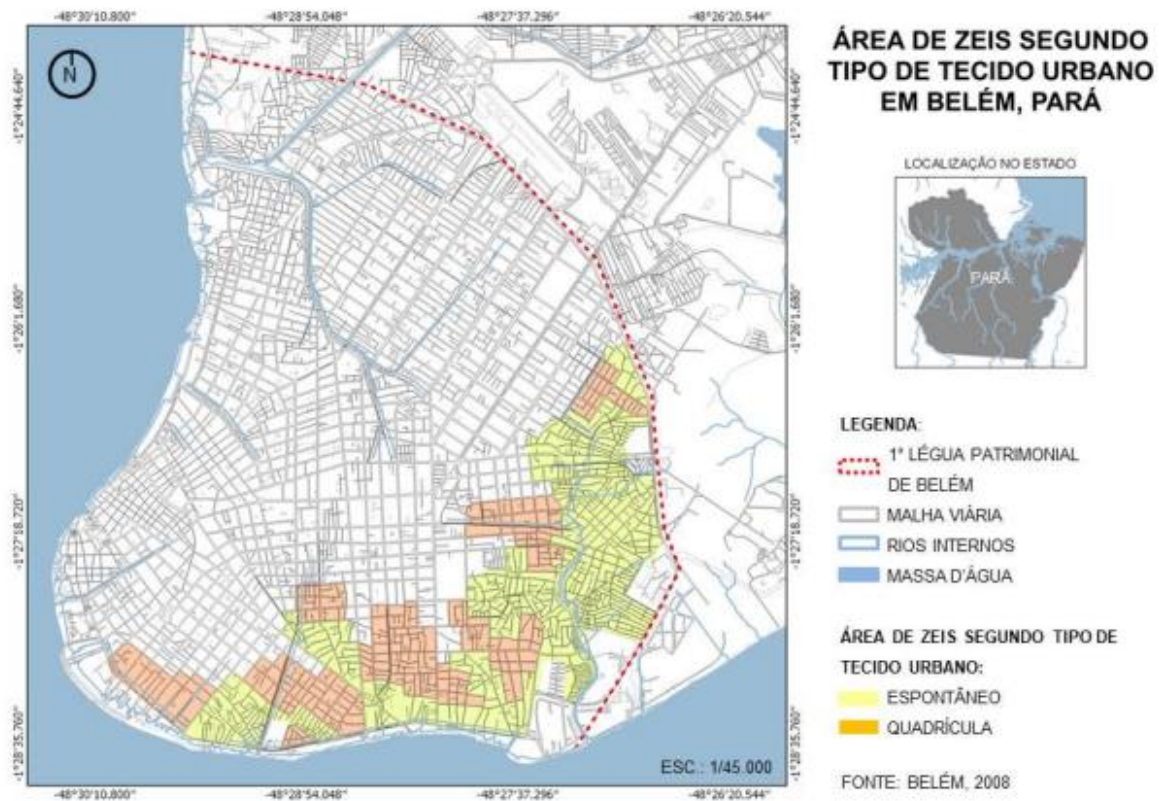 -48°30'10.800"
-48°28'54.048"
-48°27'37.296"
-48°26'20.544"
ÁREA DE ZEIS SEGUNDO
TIPO DE TECIDO URBANO
EM BELÉM, PARÁ
N
-1°24'44.640"
-1°24'44.640"
LOCALIZAÇÃO NO ESTADO
PARÁ
-1°26'1.680"
-1°26'1.680"
LEGENDA:
1° LÉGUA PATRIMONIAL
DE BELÉM
MALHA VIÁRIA
RIOS INTERNOS
MASSA D'ÁGUA
-1°27'18.720"
-1°27'18.720"
ÁREA DE ZEIS SEGUNDO TIPO DE
TECIDO URBANO:
ESPONTÂNEO
QUADRÍCULA
-1°28'35.760"
-1°28'35.760"
ESC.: 1/45.000
FONTE: BELÉM, 2008
-48°30'10.800"
-48°28'54.048"
-48°27'37.296"
-48°26'20.544"